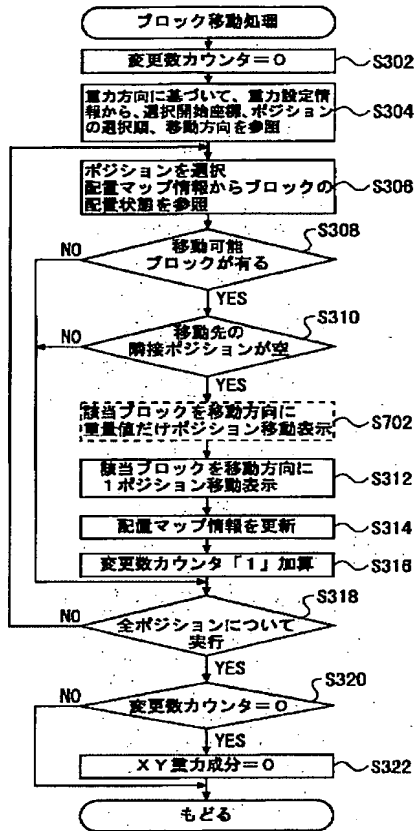 ブロック移動処理
変更数カウンタ=0
S302
重力方向に基づいて、重力設定情
報から、選択開始座標、ポジション
の選択順、移動方向を参照
S304
ポジションを選択
配置マップ情報からブロックの
配置状態を参照
S306
移動可能
ブロックが有る
S308
NO
YES
移動先の
隣接ポジションが空
S310
NO
YES
該当ブロックを移動方向に
重量値だけポジション移動表示
S702
該当ブロックを移動方向に
1ポジション移動表示
S312
配置マップ情報を更新
S314
変更数カウンタ「1」加算
S316
全ポジションについて
実行
S318
NO
YES
変更数カウンタ=0
S320
NO
YES
XY重力成分=0
S322
もどる